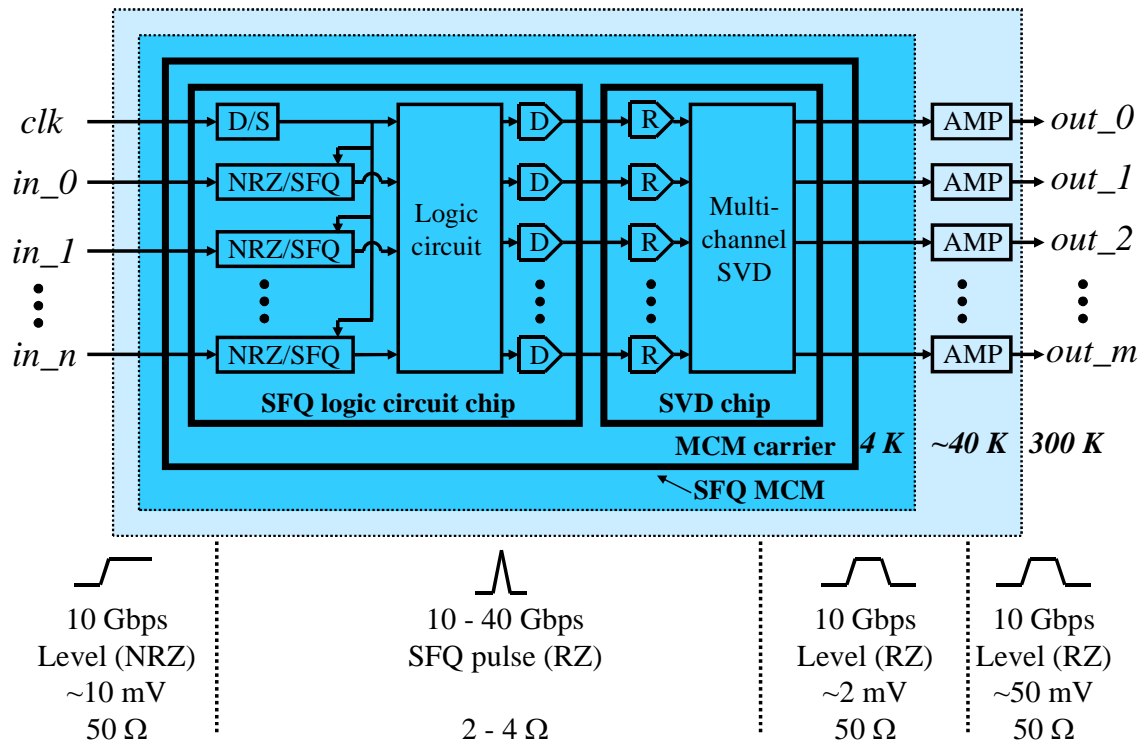 clk
D/S
D
R
AMP
out_0
in_0
NRZ/SFQ
D
R
AMP
out_1
in_1
NRZ/SFQ
Logic
circuit
D
R
Multi-
channel
SVD
AMP
out_2
in_n
NRZ/SFQ
D
R
AMP
out_m
SFQ logic circuit chip
SVD chip
MCM carrier
4 K
~40 K
300 K
SFQ MCM
10 Gbps
Level (NRZ)
~10 mV
50 Ω
10 - 40 Gbps
SFQ pulse (RZ)
2 - 4 Ω
10 Gbps
Level (RZ)
~2 mV
50 Ω
10 Gbps
Level (RZ)
~50 mV
50 Ω